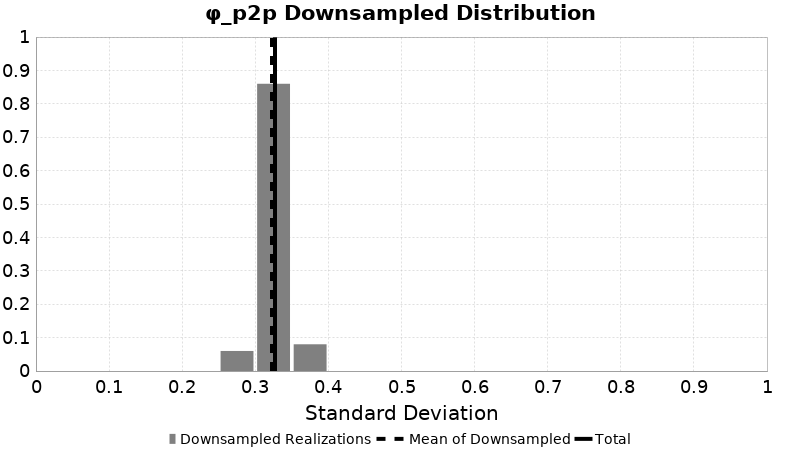 φ_p2p Downsampled Distribution
1
0.9
0.8
0.7
0.6
0.5
0.4
0.3
0.2
0.1
0
0 0.1 0.2 0.3 0.4 0.5 0.6 0.7 0.8 0.9 1
Standard Deviation
Downsampled Realizations Mean of Downsampled Total